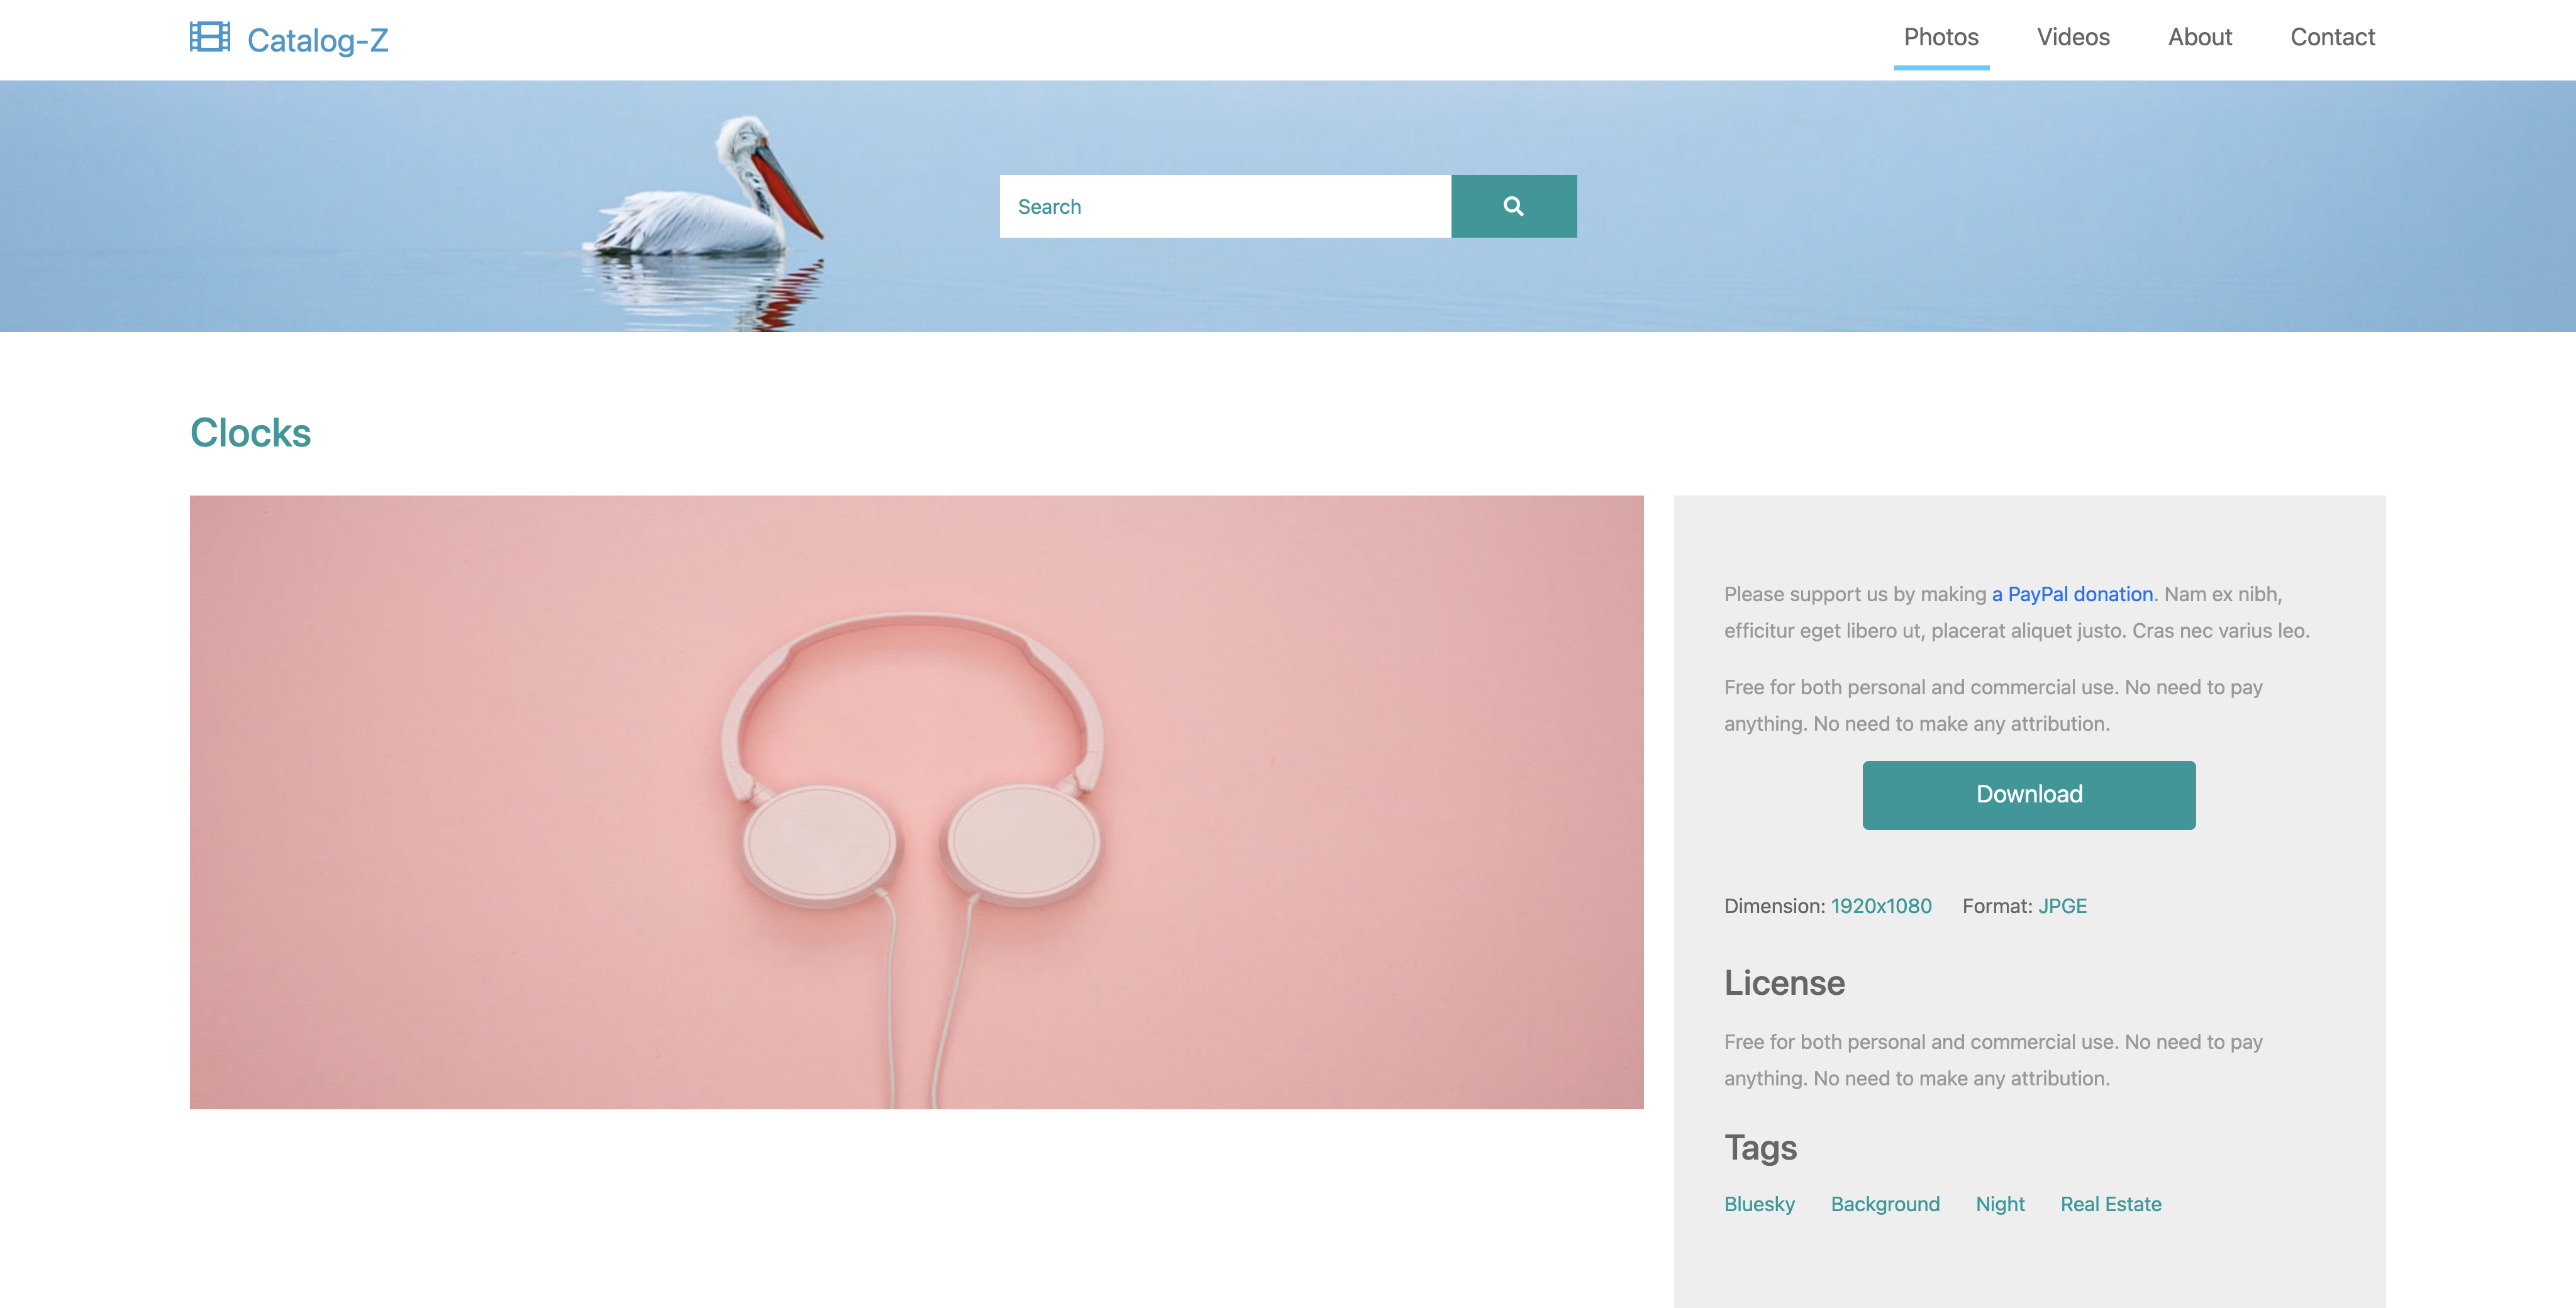 Catalog-Z
Photos Videos About Contact
Search
Clocks
Please support us by making a PayPal donation. Nam ex nibh,
efficitur eget libero ut, placerat aliquet justo. Cras nec varius leo.
Free for both personal and commercial use. No need to pay
anything. No need to make any attribution.
Download
Dimension: 1920x1080 Format: JPGE
License
Free for both personal and commercial use. No need to pay
anything. No need to make any attribution.
Tags
Bluesky Background Night Real Estate